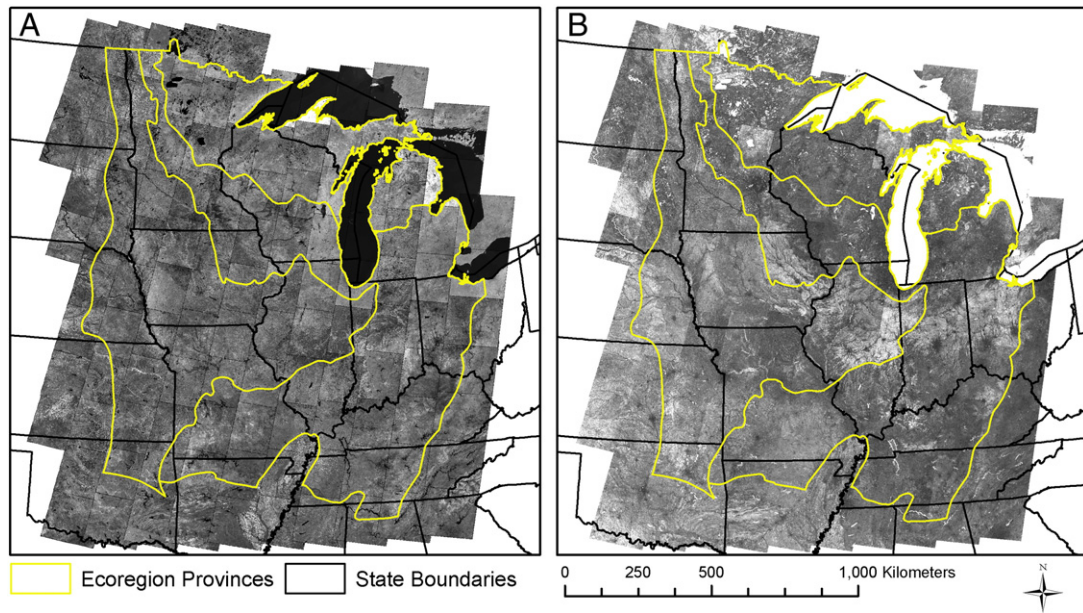 A
B
Ecoregion Provinces
State Boundaries
0 250 500 1,000 Kilometers
N